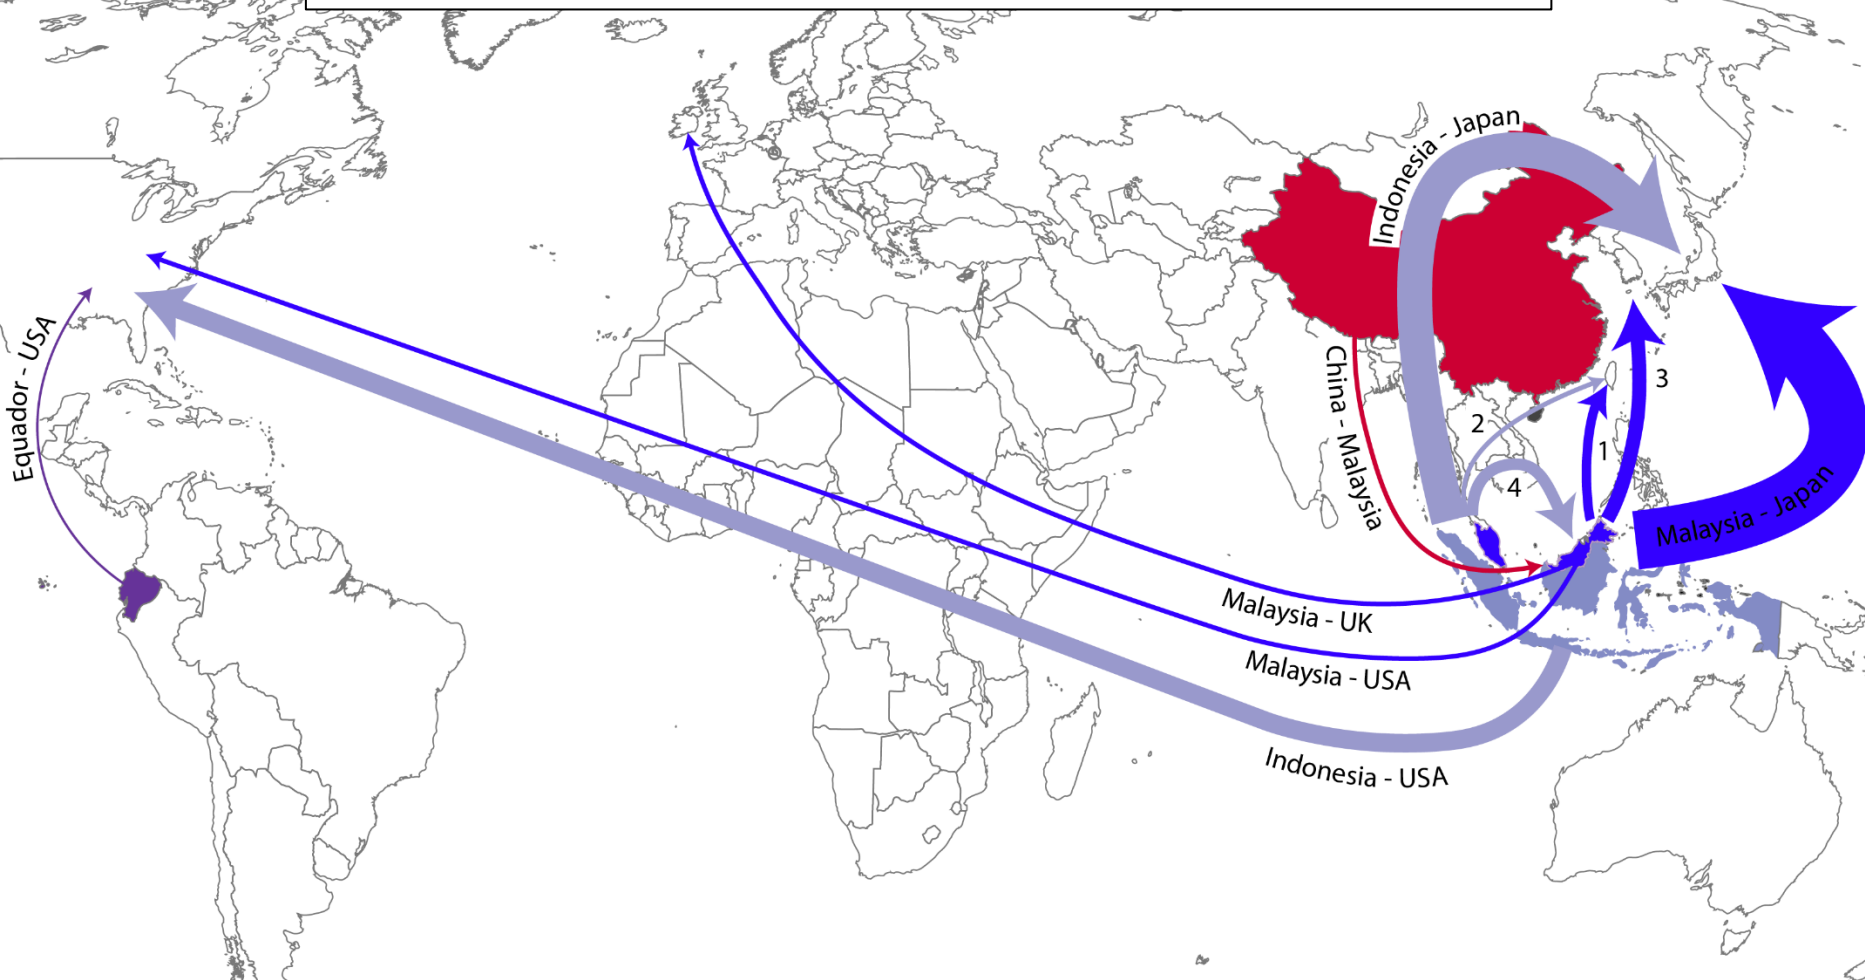 Indonesia - Japan
Equador - USA
China - Malaysia
3
2
1
4
Malaysia - Japan
Malaysia - UK
Malaysia - USA
Indonesia - USA